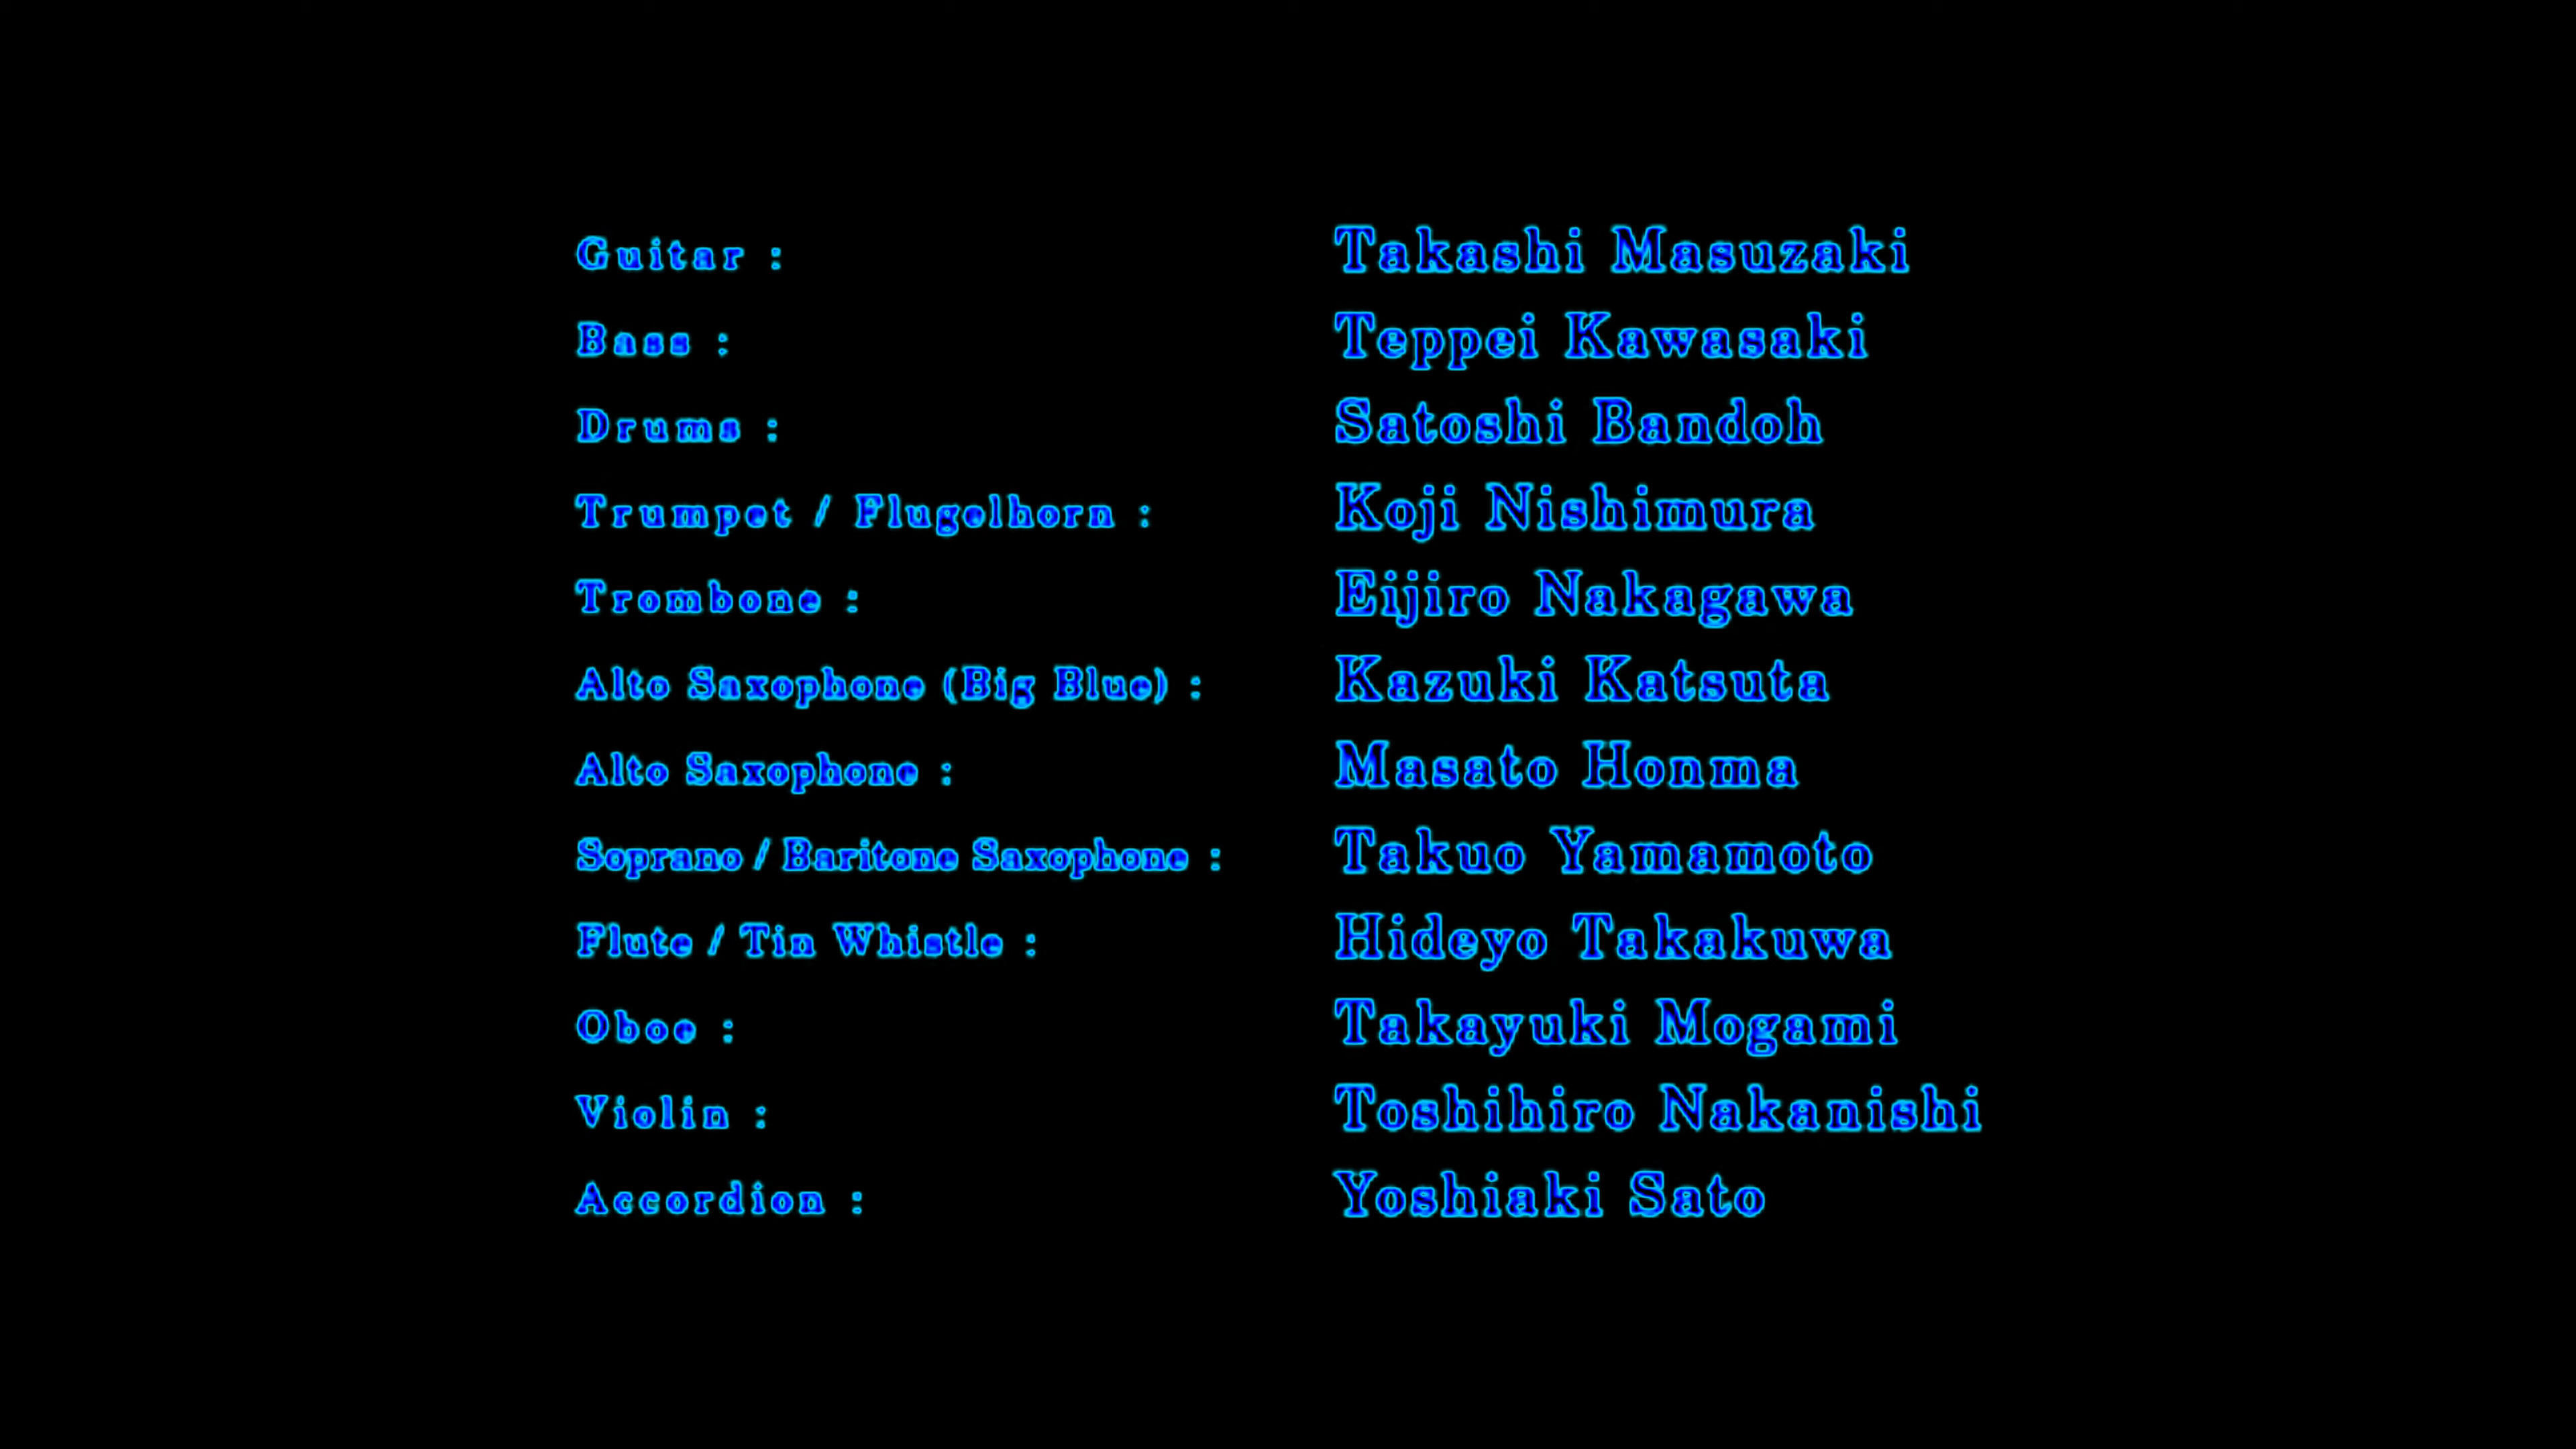 Guitar : Takashi Masuzaki
Bass : Teppei Kawasaki
Drums : Satoshi Bandoh
Trumpet / Flugelhorn : Koji Nishimura
Trombone : Eijiro Nakagawa
Alto Saxophone (Big Blue) : Kazuki Katsuta
Alto Saxophone : Masato Honma
Soprano / Baritone Saxophone : Takuo Yamamoto
Flute / Tin Whistle : Hideyo Takakuwa
Oboe : Takayuki Mogami
Violin : Toshihiro Nakanishi
Accordion : Yoshiaki Sato